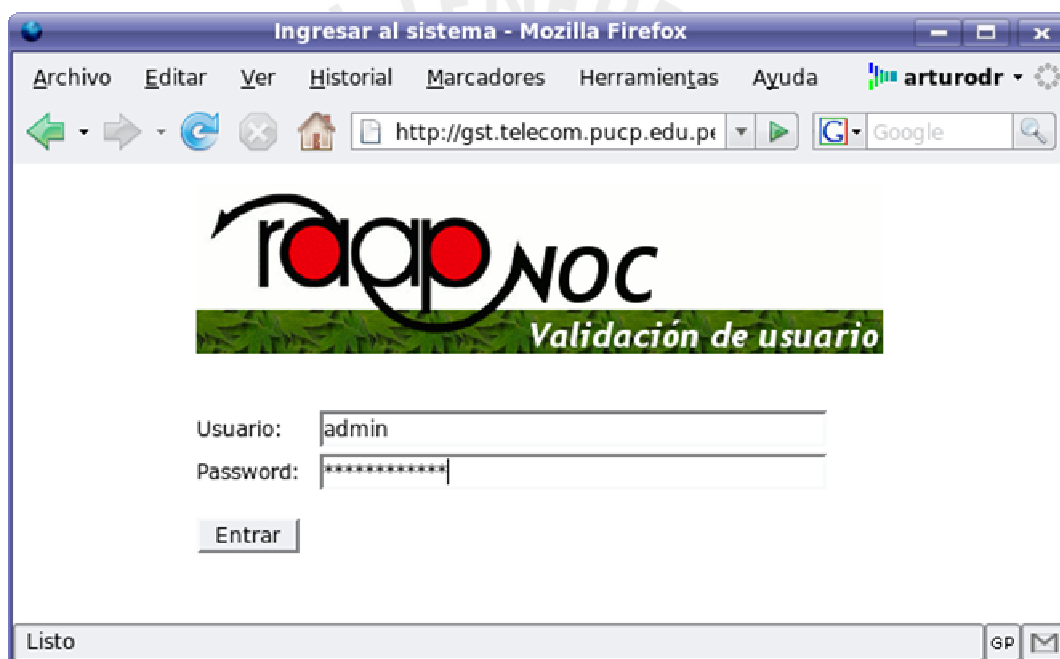 Ingresar al sistema - Mozilla Firefox
Archivo Editar Ver Historial Marcadores Herramientas Ayuda arturodr
http://gst.telecom.pucp.edu.pe G Google
raap NOC
Validación de usuario
Usuario: admin
Password: ************
Entrar
Listo GP